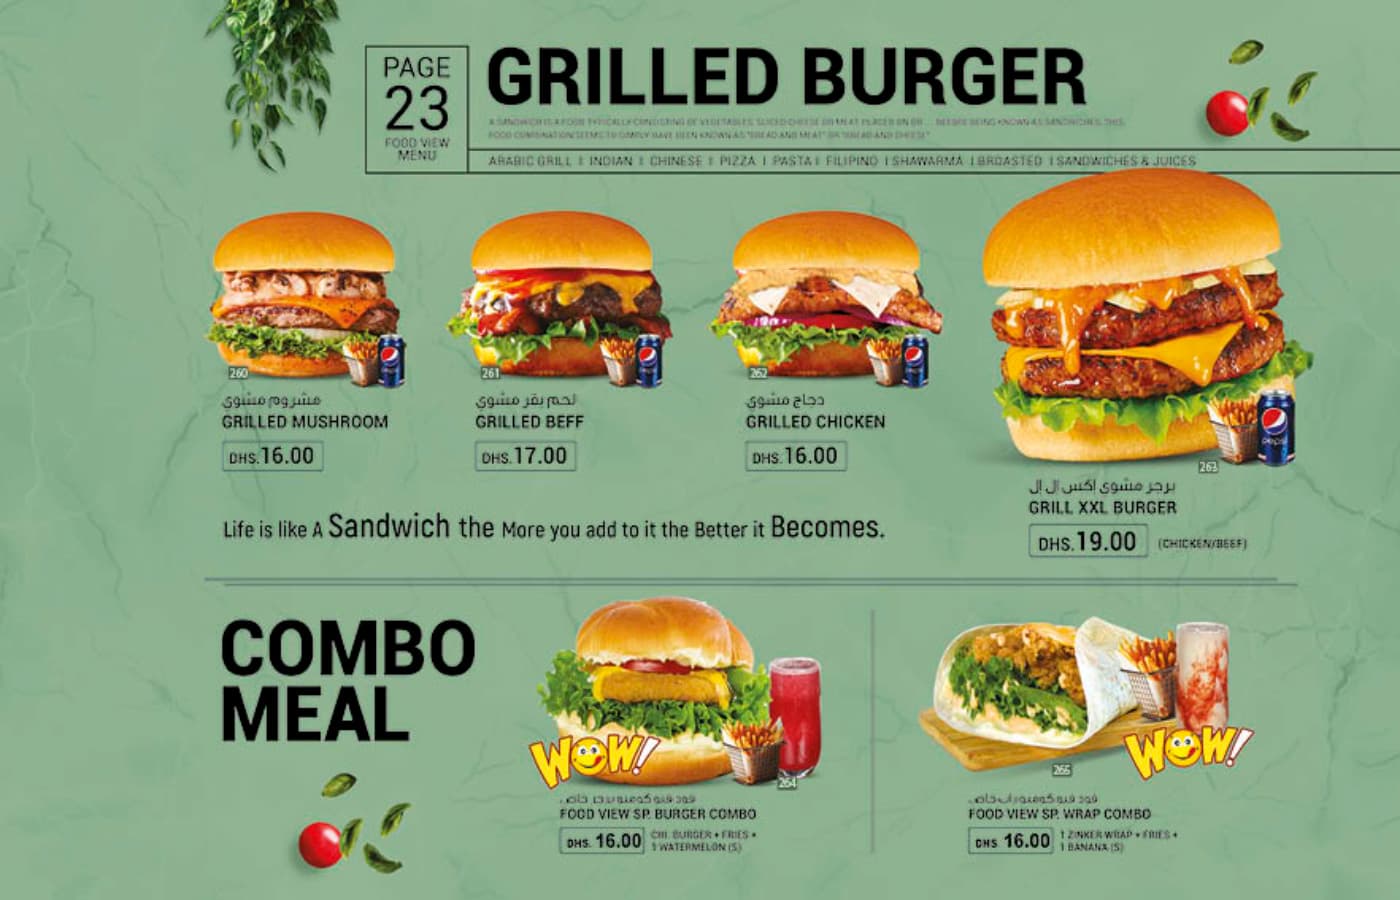 PAGE
23
FOOD VIEW
MENU
GRILLED BURGER
A SANDWICH IS A FOOD TYPICALLY CONSISTING OF VEGETABLES, SLICED CHEESE OR MEAT, PLACED ON OR ... BEFORE BEING KNOWN AS SANDWICHES, THIS
FOOD COMBINATION SEEMS TO SIMPLY HAVE BEEN KNOWN AS "BREAD AND MEAT" OR "BREAD AND CHEESE"
ARABIC GRILL I INDIAN I CHINESE I PIZZA I PASTA I FILIPINO I SHAWARMA I BROASTED I SANDWICHES & JUICES
260
مشروم مشوي
GRILLED MUSHROOM
DHS.16.00
261
لحم بقر مشوي
GRILLED BEFF
DHS.17.00
262
دجاج مشوي
GRILLED CHICKEN
DHS.16.00
pepsi
263
برجر مشوي إكس إل إل
GRILL XXL BURGER
DHS.19.00 (CHICKEN/BEEF)
Life is like A Sandwich the More you add to it the Better it Becomes.
COMBO
MEAL
WOW!
264
فود فيو كومبو برجر خاص
FOOD VIEW SP. BURGER COMBO
DHS. 16.00
CHI. BURGER + FRIES +
1 WATERMELON (S)
WOW!
265
فود فيو كومبو راب خاص
FOOD VIEW SP. WRAP COMBO
DHS 16.00
1 ZINKER WRAP + FRIES +
1 BANANA (S)